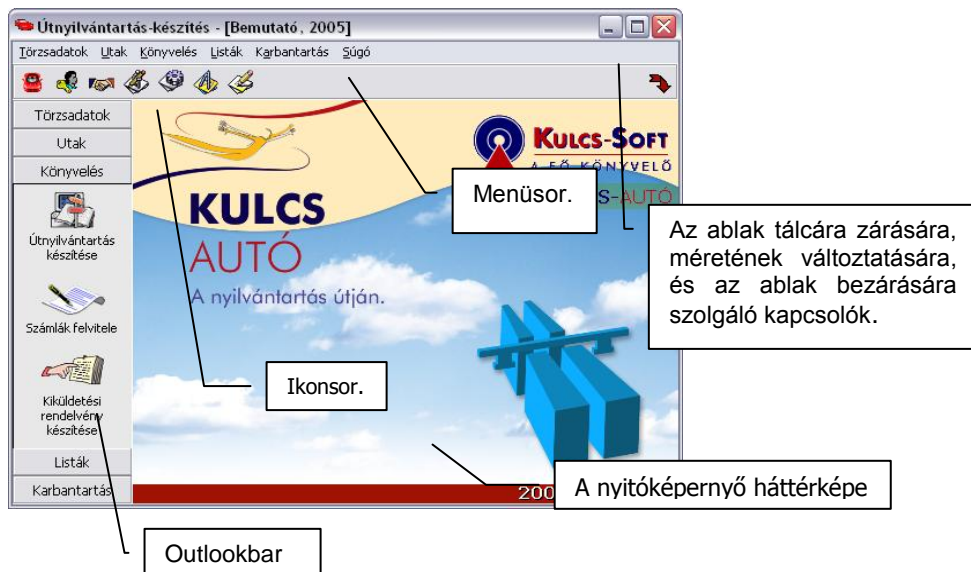 Útnyilvántartás-készítés - [Bemutató, 2005]
Törzsadatok Utak Könyvelés Listák Karbantartás Súgó
Törzsadatok
Utak
Könyvelés
Útnyilvántartás
készítése
Számlák felvitele
Kiküldetési
rendelvény
készítése
Listák
Karbantartás
KULCS-SOFT
A FŐ KÖNYVELŐ
S-AUTÓ
KULCS
AUTÓ
A nyilvántartás útján.
200
Menüsor.
Az ablak tálcára zárására,
méretének változtatására,
és az ablak bezárására
szolgáló kapcsolók.
Ikonsor.
A nyitóképernyő háttérképe
Outlookbar